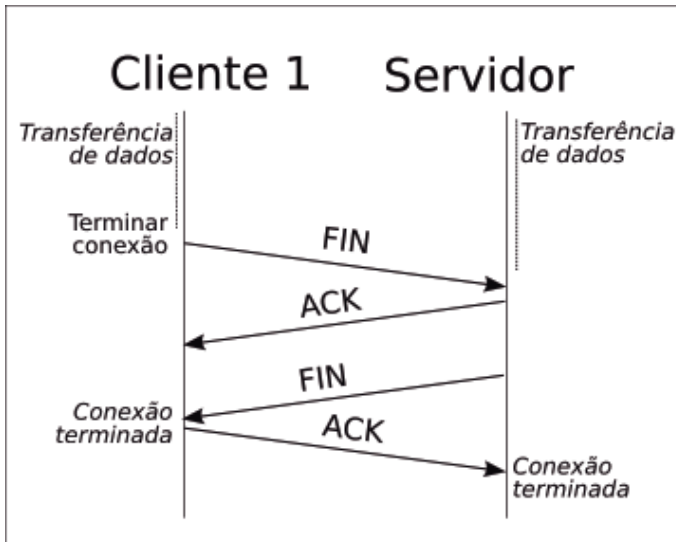 Cliente 1 Servidor
Transferência
de dados
Transferência
de dados
Terminar
conexão
FIN
ACK
FIN
Conexão
terminada
ACK
Conexão
terminada